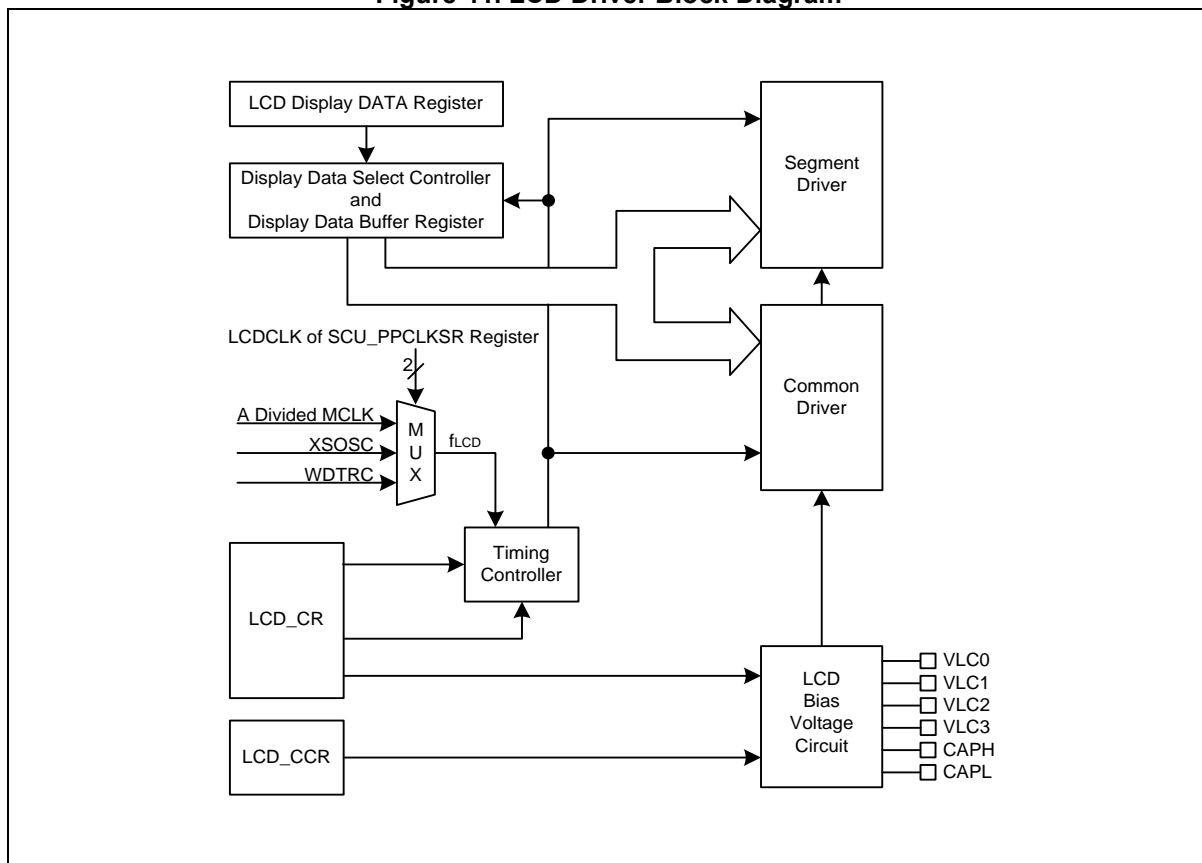 Figure 11. LCD Driver Block Diagram
LCD Display DATA Register
Display Data Select Controller
and
Display Data Buffer Register
Segment
Driver
LCDCLK of SCU_PPCLKSR Register
2
A Divided MCLK
XSOSC
WDTRC
M
U
X
fLCD
Common
Driver
Timing
Controller
LCD_CR
LCD_CCR
LCD
Bias
Voltage
Circuit
VLC0
VLC1
VLC2
VLC3
CAPH
CAPL